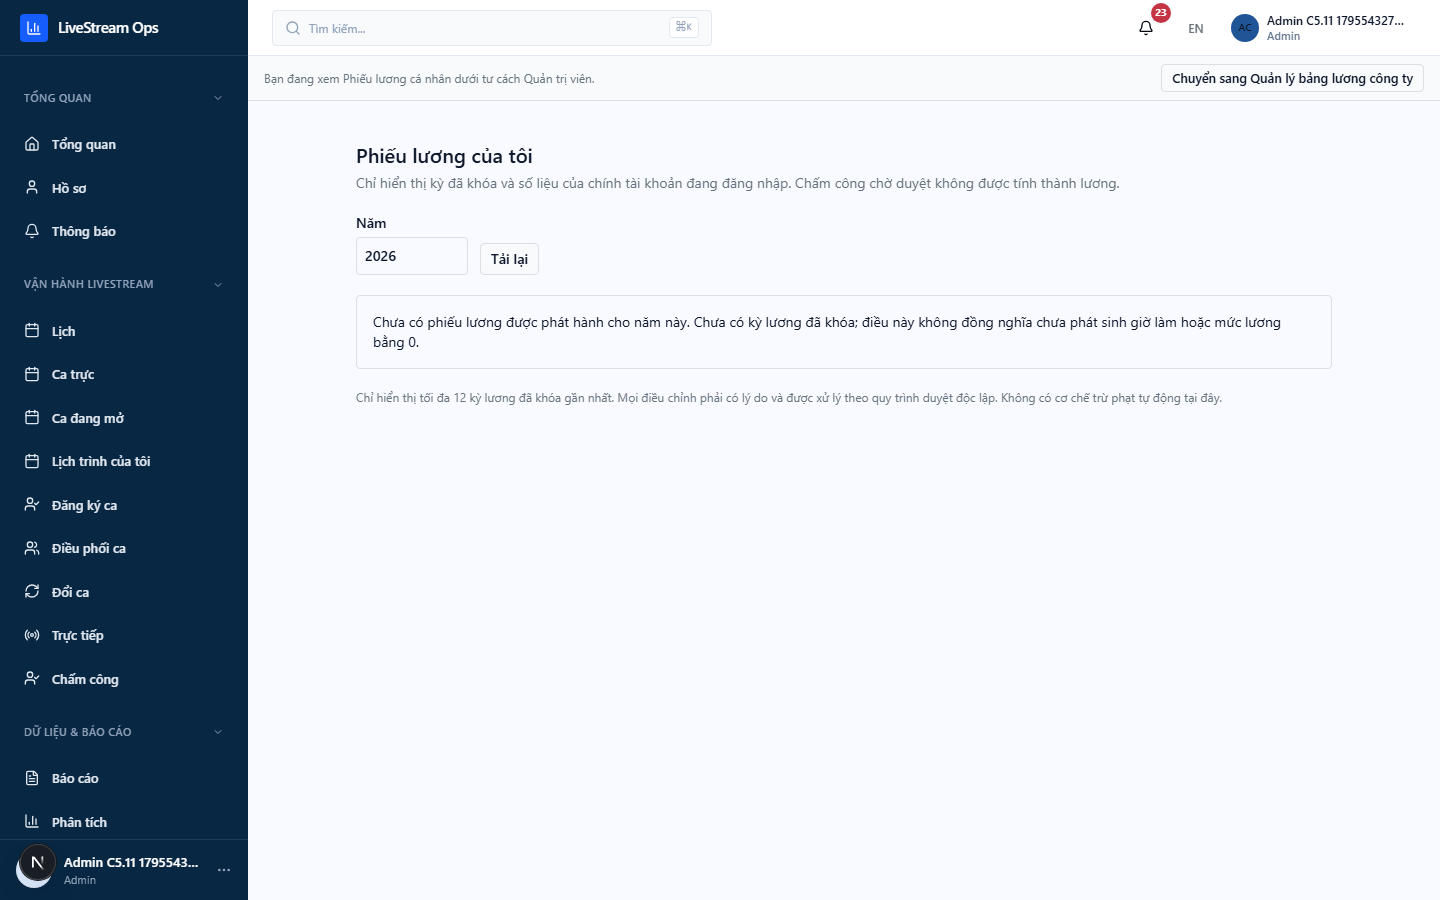 LiveStream Ops
Tìm kiếm...
⌘K
23
EN
AC
Admin C5.11 179554327...
Admin
TỔNG QUAN
Tổng quan
Hồ sơ
Thông báo
VẬN HÀNH LIVESTREAM
Lịch
Ca trực
Ca đang mở
Lịch trình của tôi
Đăng ký ca
Điều phối ca
Đổi ca
Trực tiếp
Chấm công
DỮ LIỆU & BÁO CÁO
Báo cáo
Phân tích
N
Admin C5.11 1795543...
Admin
Bạn đang xem Phiếu lương cá nhân dưới tư cách Quản trị viên.
Chuyển sang Quản lý bảng lương công ty
Phiếu lương của tôi
Chỉ hiển thị kỳ đã khóa và số liệu của chính tài khoản đang đăng nhập. Chấm công chờ duyệt không được tính thành lương.
Năm
2026
Tải lại
Chưa có phiếu lương được phát hành cho năm này. Chưa có kỳ lương đã khóa; điều này không đồng nghĩa chưa phát sinh giờ làm hoặc mức lương
bằng 0.
Chỉ hiển thị tối đa 12 kỳ lương đã khóa gần nhất. Mọi điều chỉnh phải có lý do và được xử lý theo quy trình duyệt độc lập. Không có cơ chế trừ phạt tự động tại đây.